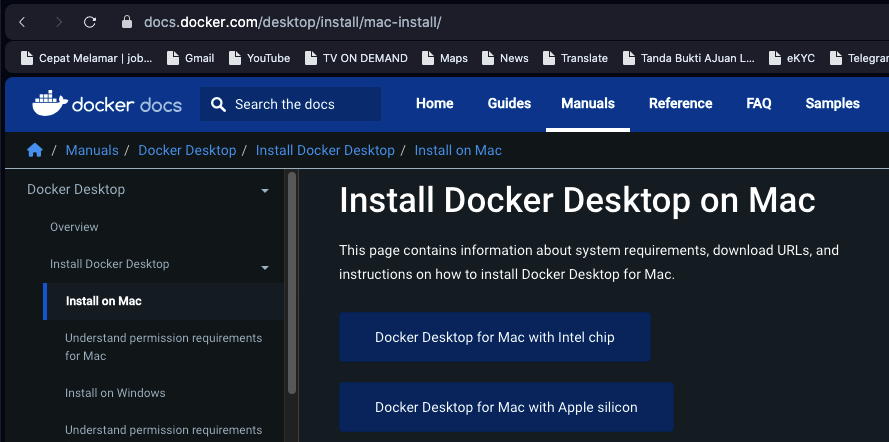 docs.docker.com/desktop/install/mac-install/
Cepat Melamar | job... Gmail YouTube TV ON DEMAND Maps News Translate Tanda Bukti AJuan L... eKYC Telegram
docker docs Search the docs Home Guides Manuals Reference FAQ Samples
/ Manuals / Docker Desktop / Install Docker Desktop / Install on Mac
Docker Desktop
Overview
Install Docker Desktop
Install on Mac
Understand permission requirements
for Mac
Install on Windows
Understand permission requirements
Install Docker Desktop on Mac
This page contains information about system requirements, download URLs, and
instructions on how to install Docker Desktop for Mac.
Docker Desktop for Mac with Intel chip
Docker Desktop for Mac with Apple silicon